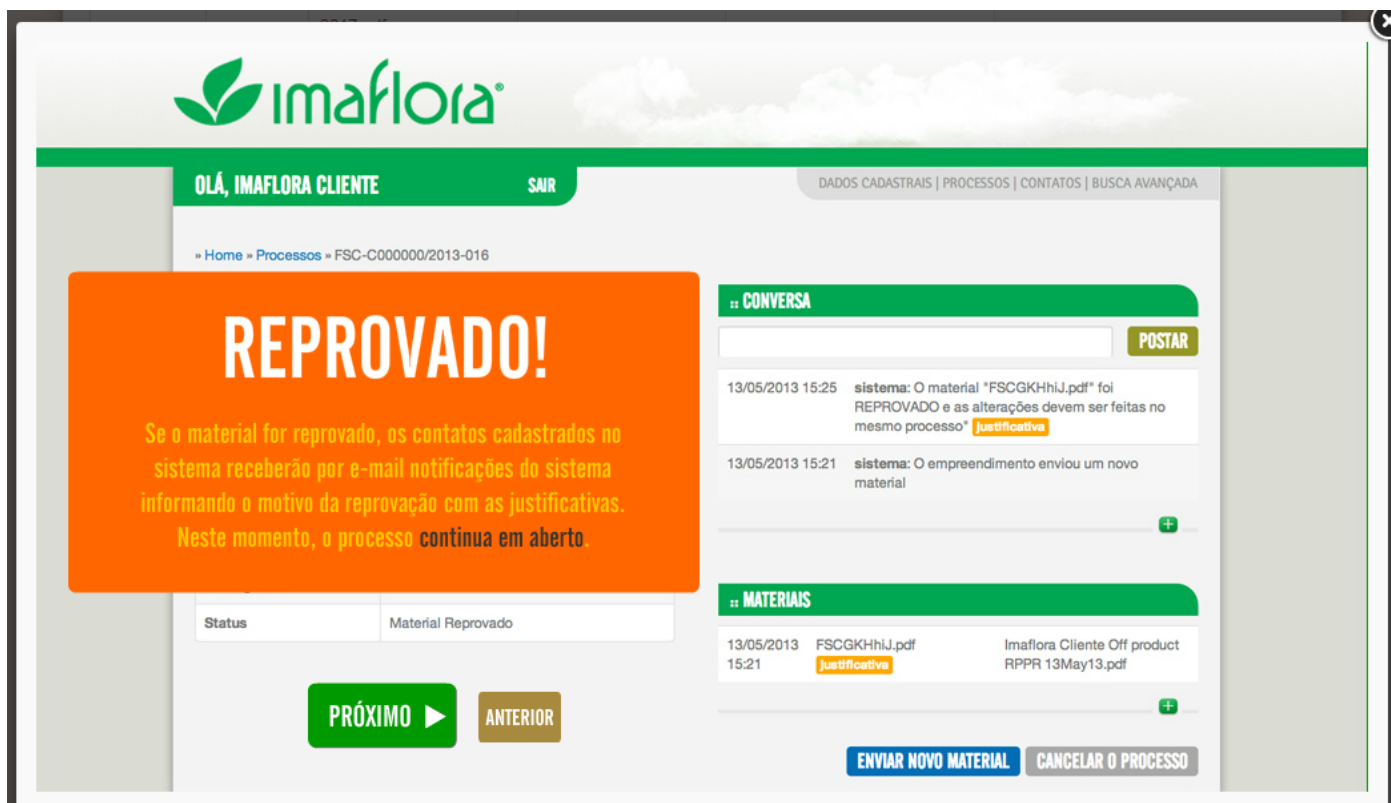 imaflora®
OLÁ, IMAFLORA CLIENTE
SAIR
DADOS CADASTRAIS | PROCESSOS | CONTATOS | BUSCA AVANÇADA
» Home » Processos » FSC-C000000/2013-016
REPROVADO!
Se o material for reprovado, os contatos cadastrados no
sistema receberão por e-mail notificações do sistema
informando o motivo da reprovação com as justificativas.
Neste momento, o processo continua em aberto.
Status
Material Reprovado
PRÓXIMO
ANTERIOR
:: CONVERSA
POSTAR
13/05/2013 15:25
sistema: O material "FSCGKHhiJ.pdf" foi
REPROVADO e as alterações devem ser feitas no
mesmo processo" justificativa
13/05/2013 15:21
sistema: O empreendimento enviou um novo
material
:: MATERIAIS
13/05/2013
15:21
FSCGKHhiJ.pdf
justificativa
Imaflora Cliente Off product
RPPR 13May13.pdf
ENVIAR NOVO MATERIAL
CANCELAR O PROCESSO